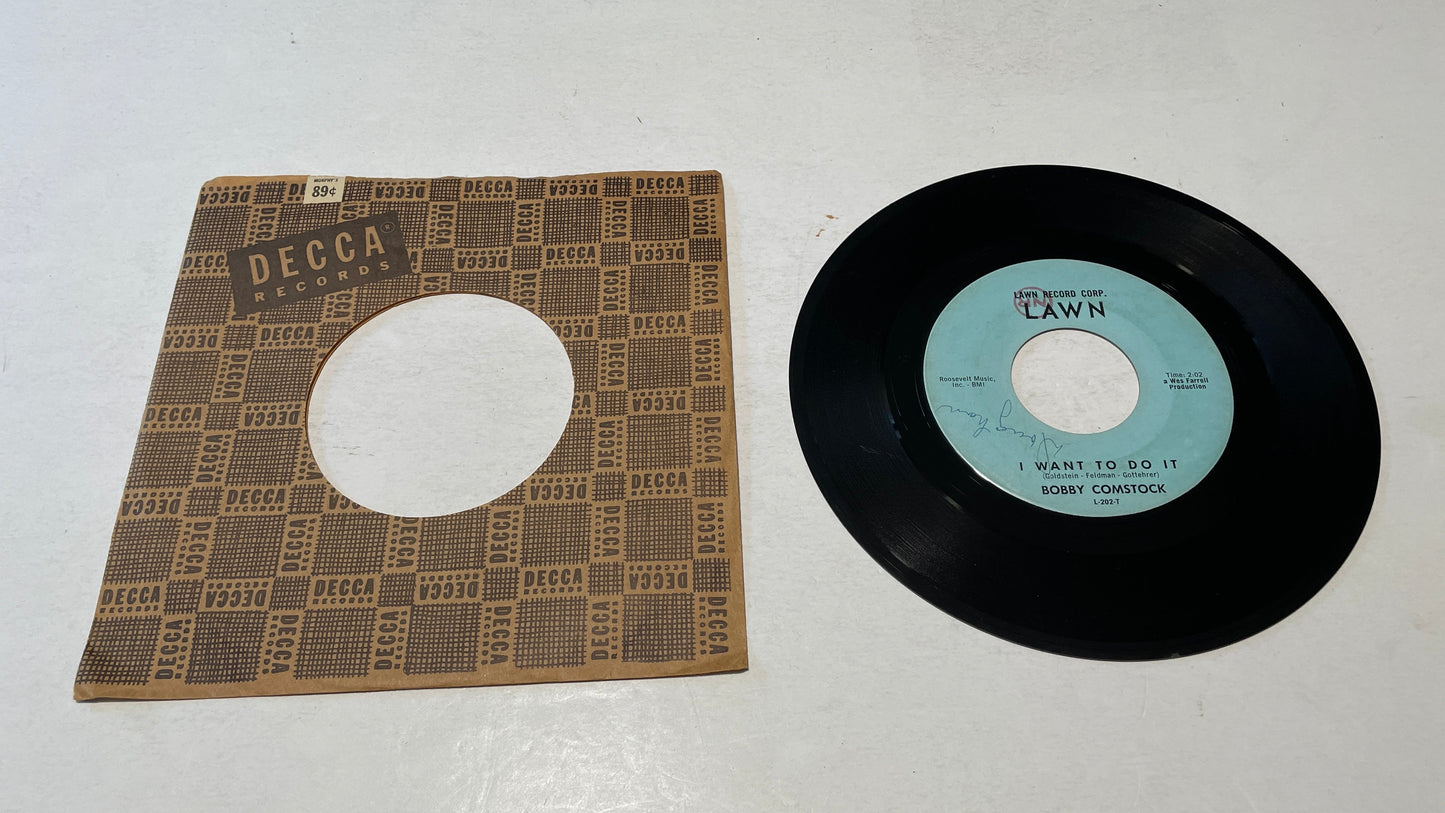 MURPHY'S
89¢
DECCA®
RECORDS
LAWN RECORD CORP.
LAWN
Roosevelt Music,
Inc. - BMI
Time: 2:02
a Wes Farrell
Production
I WANT TO DO IT
(Goldstein - Feldman - Gottehrer)
BOBBY COMSTOCK
L-202-T